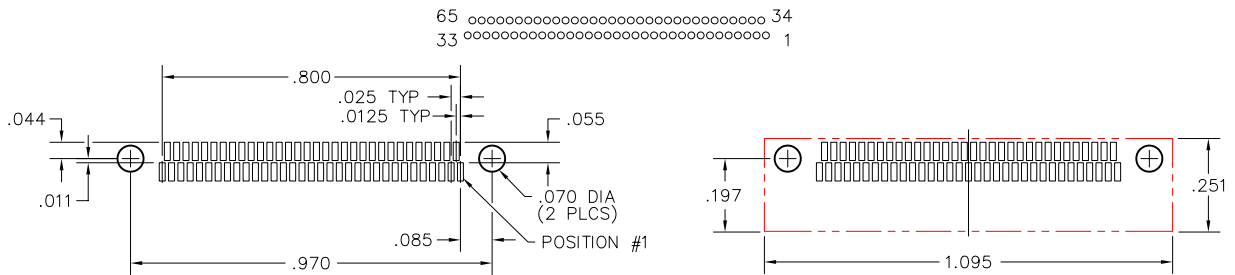 65 34
33 1
.800
.025 TYP
.0125 TYP
.044
.055
.011
.070 DIA
(2 PLCS)
.085
POSITION #1
.970
.197
.251
1.095